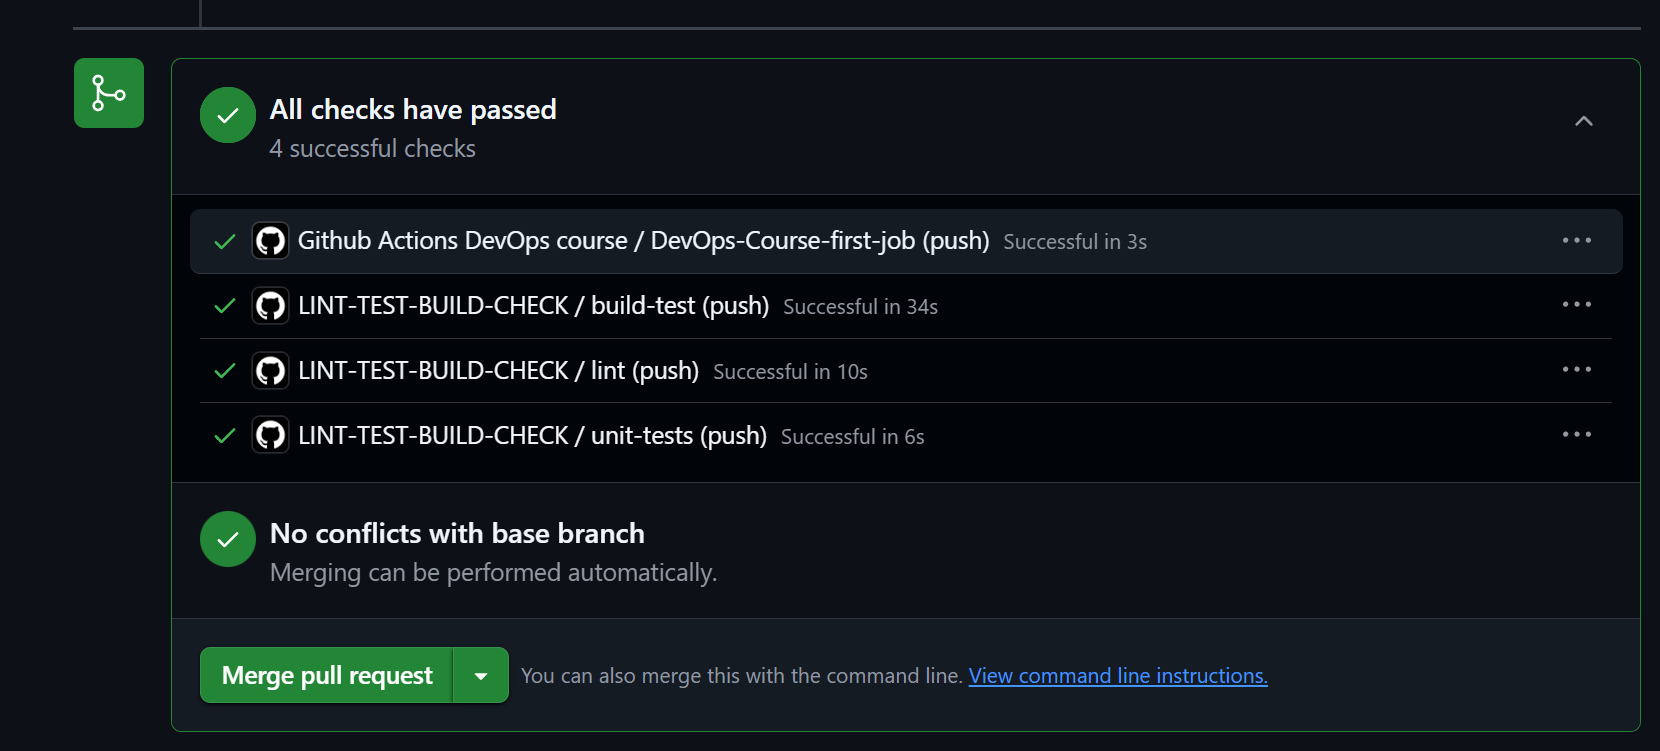 All checks have passed
4 successful checks
Github Actions DevOps course / DevOps-Course-first-job (push) Successful in 3s
LINT-TEST-BUILD-CHECK / build-test (push) Successful in 34s
LINT-TEST-BUILD-CHECK / lint (push) Successful in 10s
LINT-TEST-BUILD-CHECK / unit-tests (push) Successful in 6s
No conflicts with base branch
Merging can be performed automatically.
Merge pull request You can also merge this with the command line. View command line instructions.